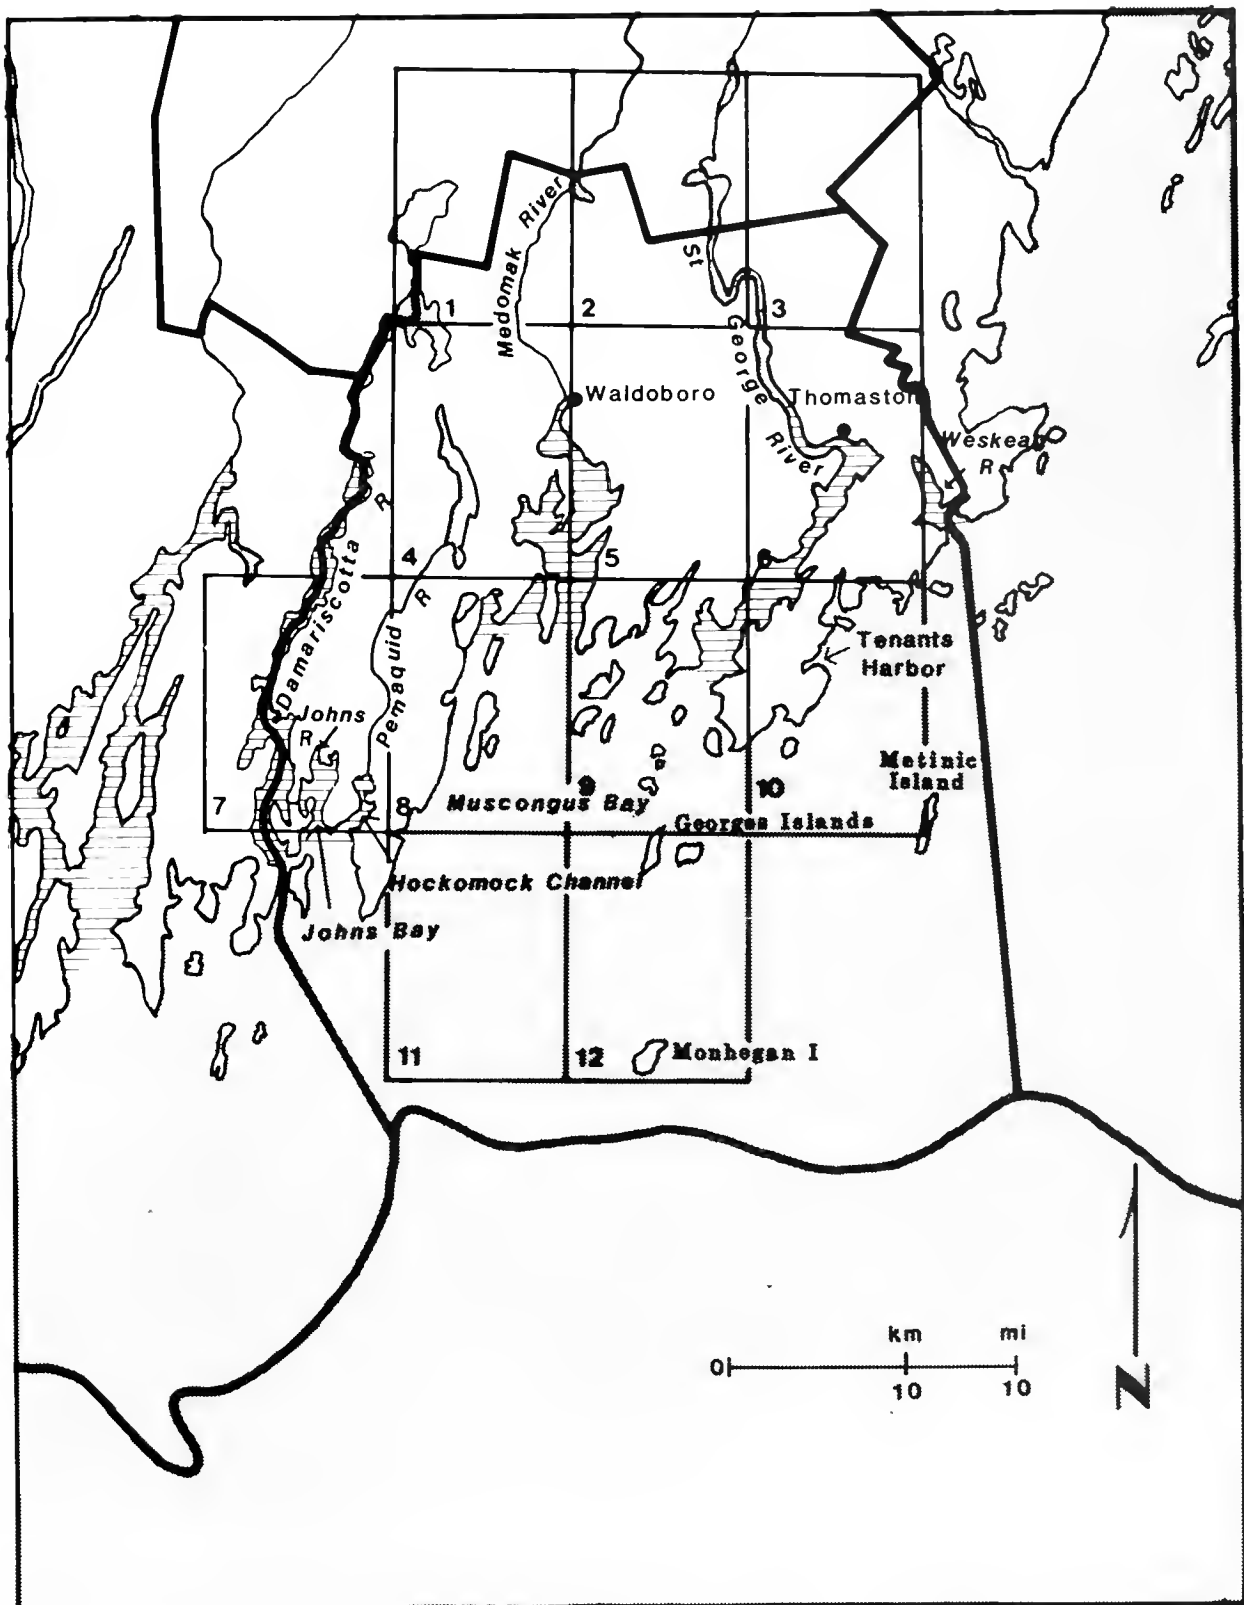 Medomak River
St George River
1
2
3
Waldoboro
Thomaston
Weskeag
R
Damariscotta R
4
5
6
Pemaquid R
Tenants
Harbor
Johns
R
Matinic
Island
7
8
9
10
Muscongus Bay
Georges Islands
Hockomock Channel
Johns Bay
11
12
Monhegan I
km mi
0
10 10
N